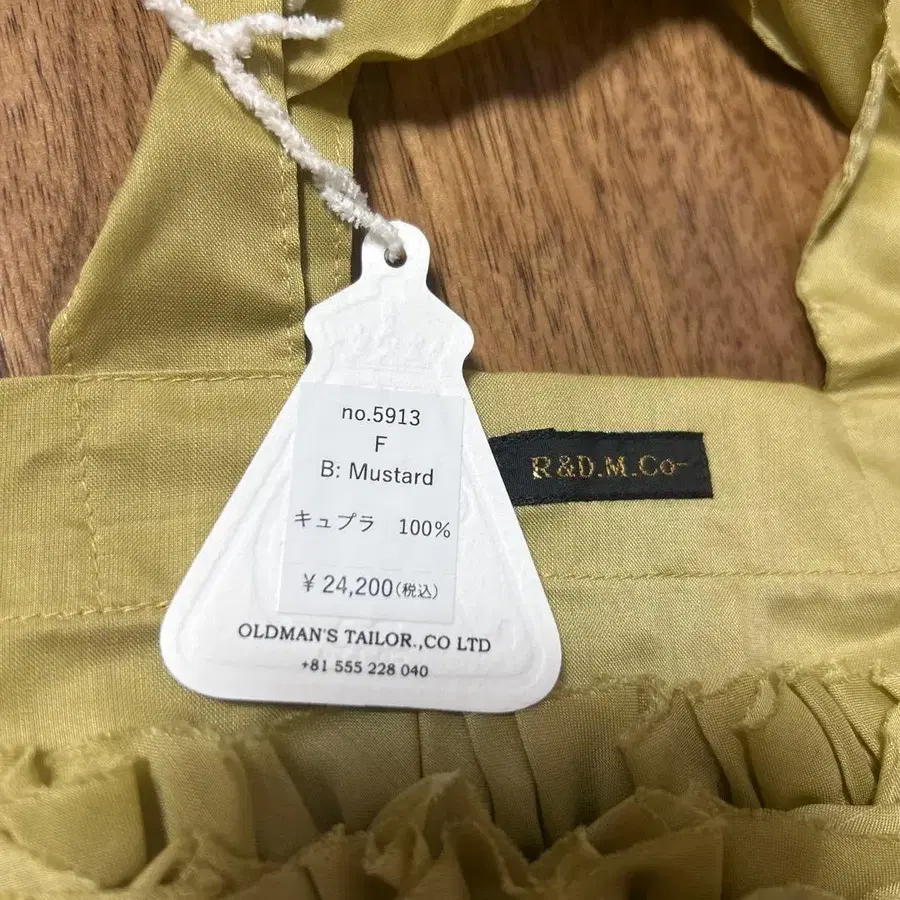 no.5913
F
B: Mustard
キュプラ 100%
¥ 24,200(税込)
OLDMAN'S TAILOR.,CO LTD
+81 555 228 040
R&D.M.Co-